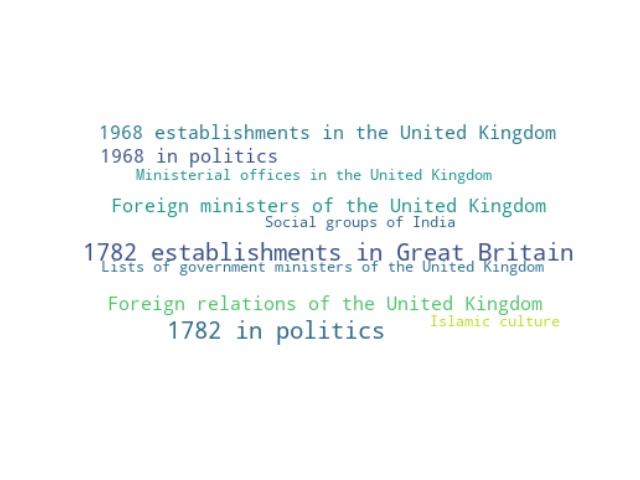 1968 establishments in the United Kingdom
1968 in politics
Ministerial offices in the United Kingdom
Foreign ministers of the United Kingdom
Social groups of India
1782 establishments in Great Britain
Lists of government ministers of the United Kingdom
Foreign relations of the United Kingdom
Islamic culture
1782 in politics